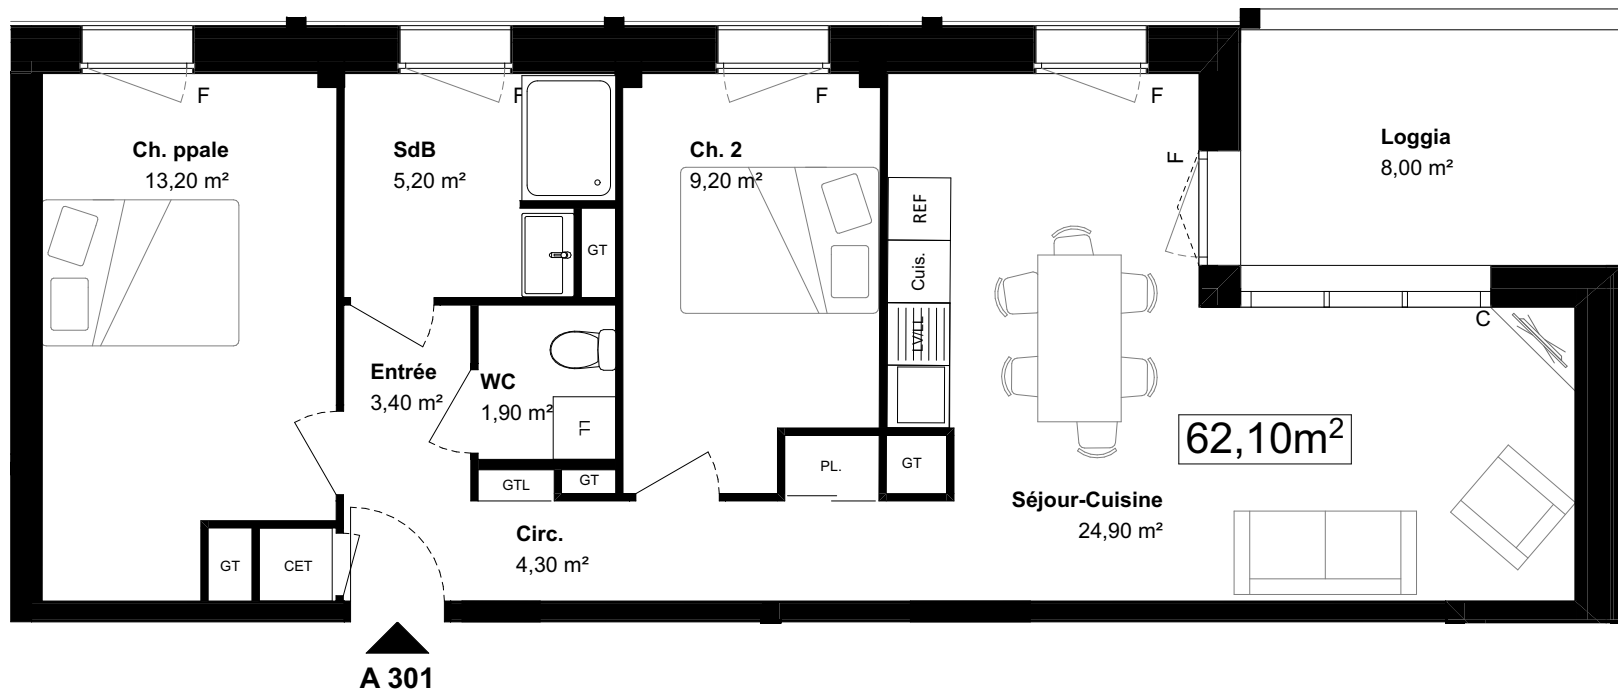 F
F
F
F
Ch. ppale
13,20 m²
SdB
5,20 m²
Ch. 2
9,20 m²
F
Loggia
8,00 m²
REF
Cuis.
LV/LL
GT
Entrée
3,40 m²
WC
1,90 m²
LL
C
62,10m²
GTL
GT
PL.
GT
Séjour-Cuisine
24,90 m²
Circ.
4,30 m²
GT
CET
A 301